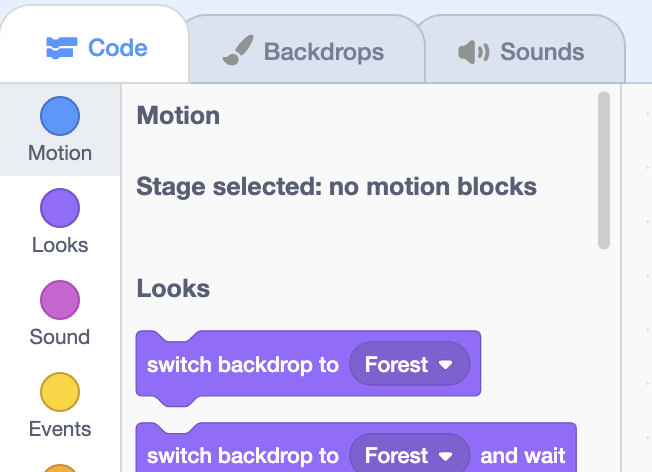 Code
Backdrops
Sounds
Motion
Looks
Sound
Events
Motion
Stage selected: no motion blocks
Looks
switch backdrop to Forest
switch backdrop to Forest and wait